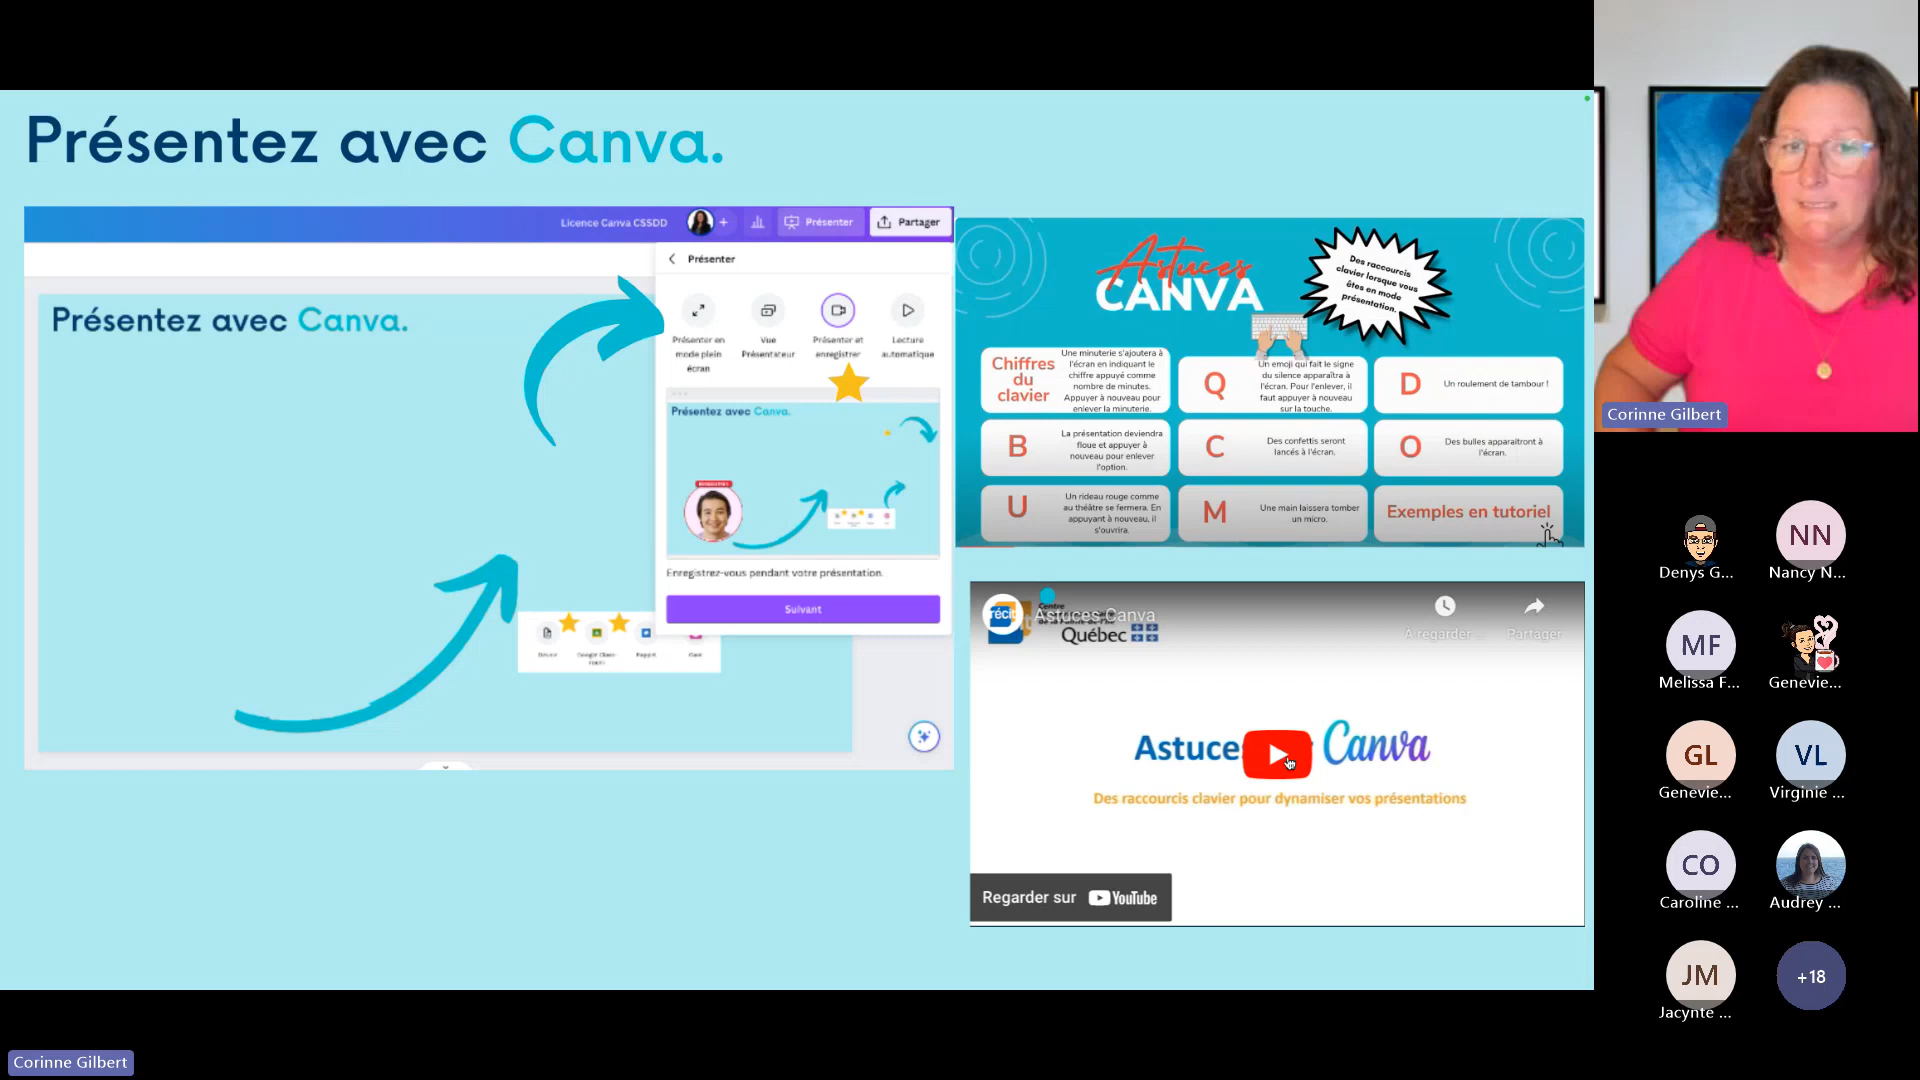 Présentez avec Canva.
Licence Canva CSSDD
+
Présenter
Partager
Présenter
Présenter en
mode plein
écran
Vue
Présentateur
Présenter et
enregistrer
Lecture
automatique
Présentez avec Canva.
Présentez avec Canva.
Enregistrez-vous pendant votre présentation.
Suivant
Astuces
CANVA
Des raccourcis
clavier lorsque vous
êtes en mode
présentation.
Chiffres
du
clavier
Une minuterie s'ajoutera à
l'écran en indiquant le
chiffre appuyé comme
nombre de minutes.
Appuyer à nouveau pour
enlever la minuterie.
Q
Un emoji qui fait le signe
du silence apparaîtra à
l'écran. Pour l'enlever, il
faut appuyer à nouveau
sur la touche.
D
Un roulement de tambour !
B
La présentation deviendra
floue et appuyer à
nouveau pour enlever
l'option.
C
Des confettis seront
lancés à l'écran.
O
Des bulles apparaitront à
l'écran.
U
Un rideau rouge comme
au théâtre se fermera. En
appuyant à nouveau, il
s'ouvrira.
M
Une main laissera tomber
un micro.
Exemples en tutoriel
récit
Astuces Canva
Québec
À regarder ...
Partager
Astuce
Canva
Des raccourcis clavier pour dynamiser vos présentations
Regarder sur YouTube
Corinne Gilbert
Denys G...
NN
Nancy N...
MF
Melissa F...
Genevie...
GL
Genevie...
VL
Virginie ...
CO
Caroline ...
Audrey ...
JM
Jacynte ...
+18
Corinne Gilbert